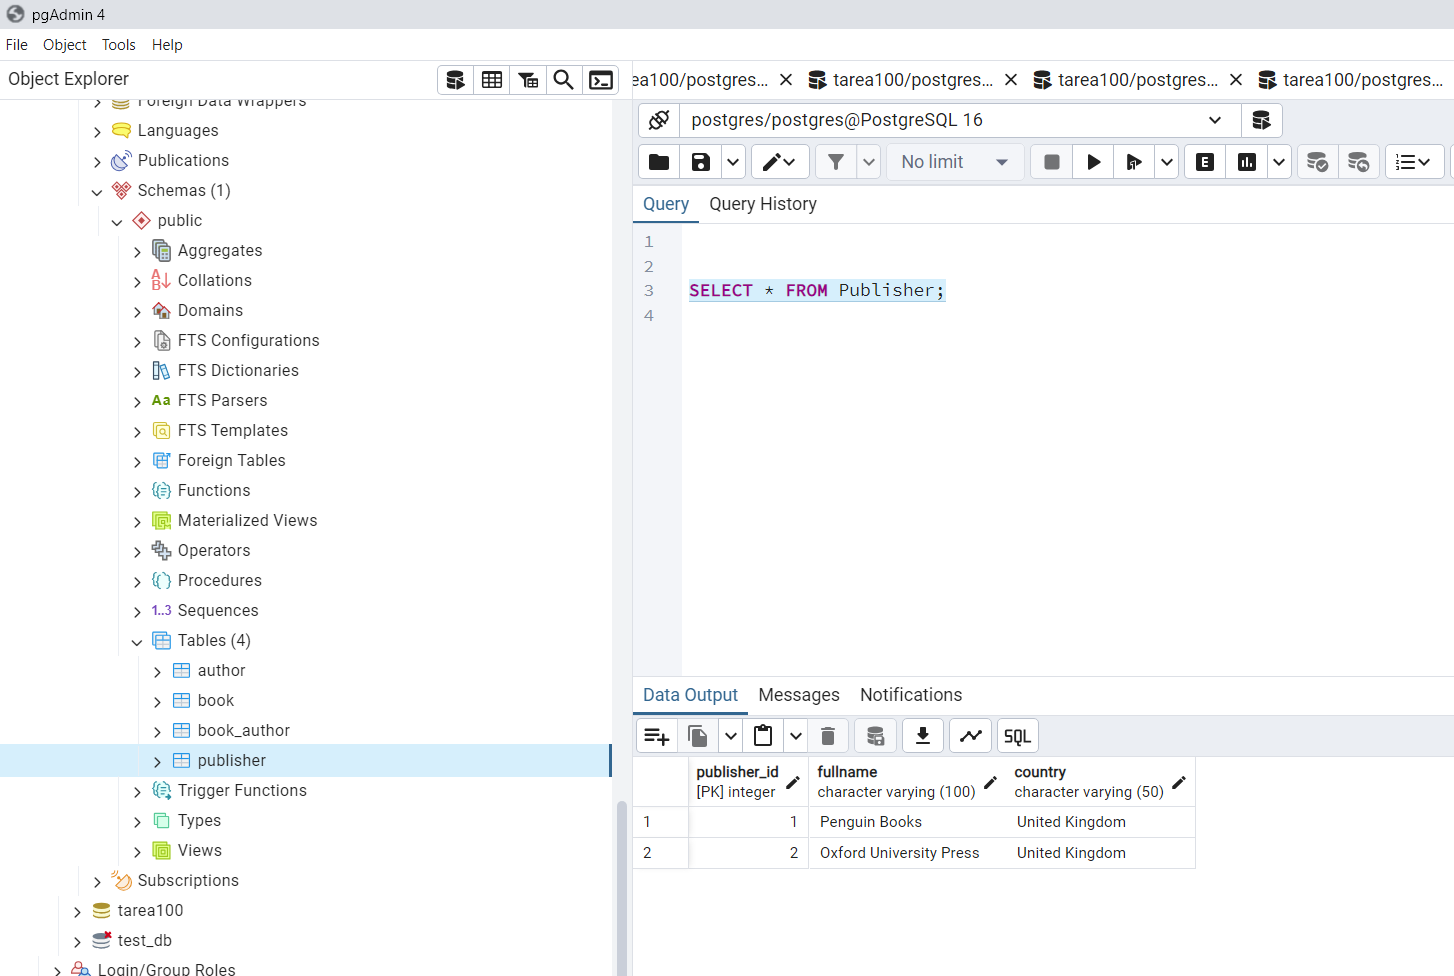 pgAdmin 4
File Object Tools Help
Object Explorer
Foreign Data Wrappers
Languages
Publications
Schemas (1)
public
Aggregates
Collations
Domains
FTS Configurations
FTS Dictionaries
Aa FTS Parsers
FTS Templates
Foreign Tables
Functions
Materialized Views
Operators
Procedures
1..3 Sequences
Tables (4)
author
book
book_author
publisher
Trigger Functions
Types
Views
Subscriptions
tarea100
test_db
Login/Group Roles
ea100/postgres... tarea100/postgres... tarea100/postgres... tarea100/postgres...
postgres/postgres@PostgreSQL 16
No limit E
Query Query History
1
2
3 SELECT * FROM Publisher;
4
Data Output Messages Notifications
SQL
publisher_id fullname country
[PK] integer character varying (100) character varying (50)
1 1 Penguin Books United Kingdom
2 2 Oxford University Press United Kingdom